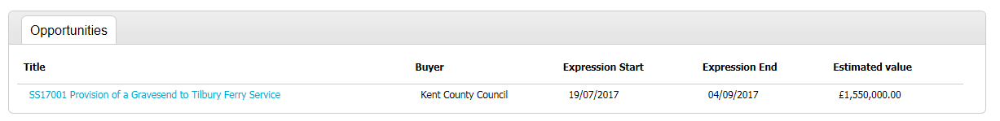 Opportunities
Title Buyer Expression Start Expression End Estimated value
SS17001 Provision of a Gravesend to Tilbury Ferry Service Kent County Council 19/07/2017 04/09/2017 £1,550,000.00